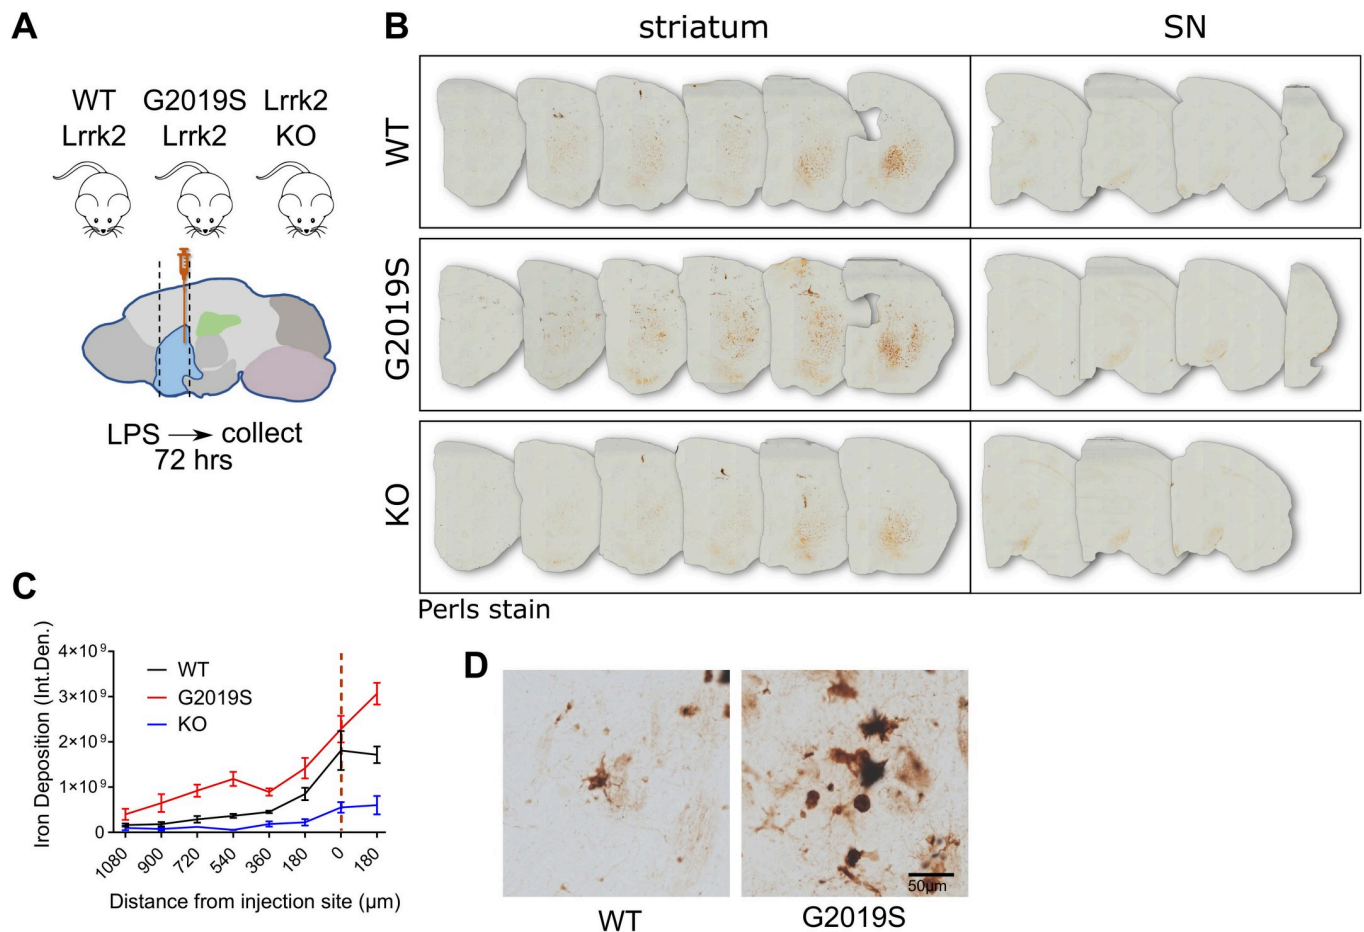 A
WT G2019S Lrrk2
Lrrk2 Lrrk2 KO
LPS → collect
72 hrs
B
striatum SN
WT
G2019S
KO
Perls stain
C
Iron Deposition (Int.Den.)
4×10⁹
3×10⁹
2×10⁹
1×10⁹
0
WT
G2019S
KO
1080 900 720 540 360 180 0 180
Distance from injection site (µm)
D
50µm
WT G2019S